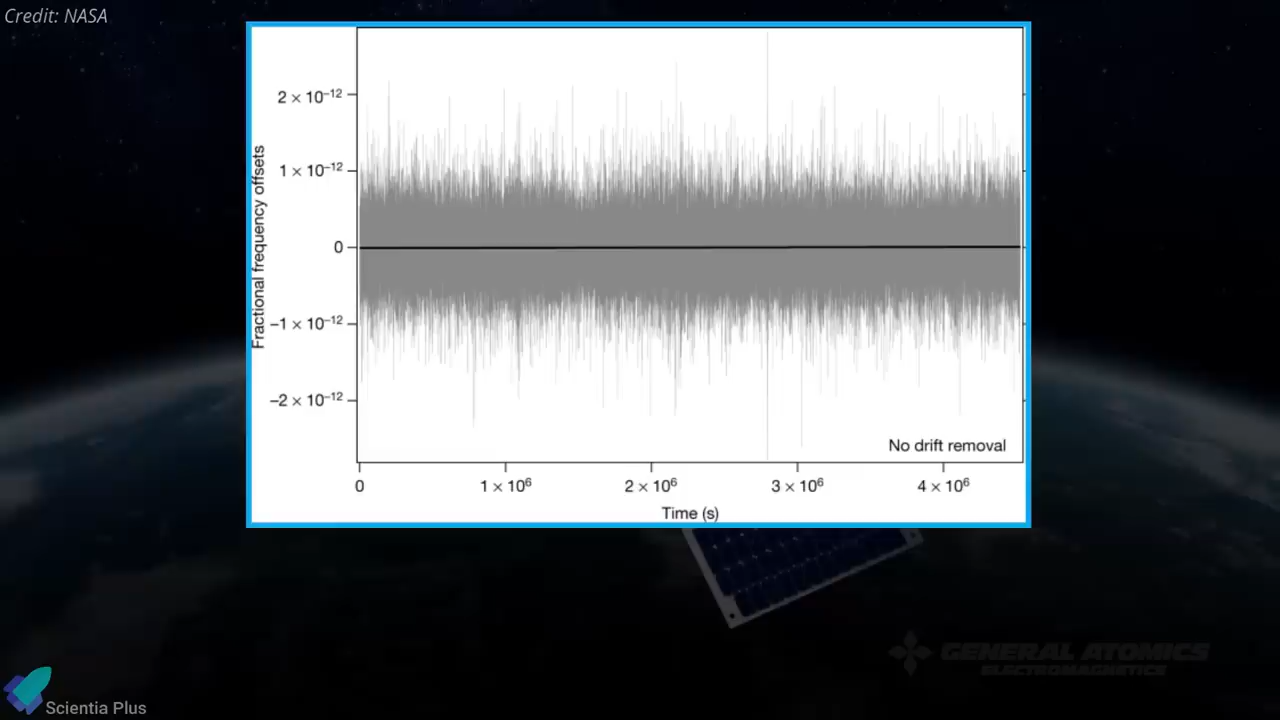 Credit: NASA
Fractional frequency offsets
2 × 10⁻¹²
1 × 10⁻¹²
0
−1 × 10⁻¹²
−2 × 10⁻¹²
No drift removal
0
1 × 10⁶
2 × 10⁶
3 × 10⁶
4 × 10⁶
Time (s)
GENERAL ATOMICS
ELECTROMAGNETICS
Scientia Plus